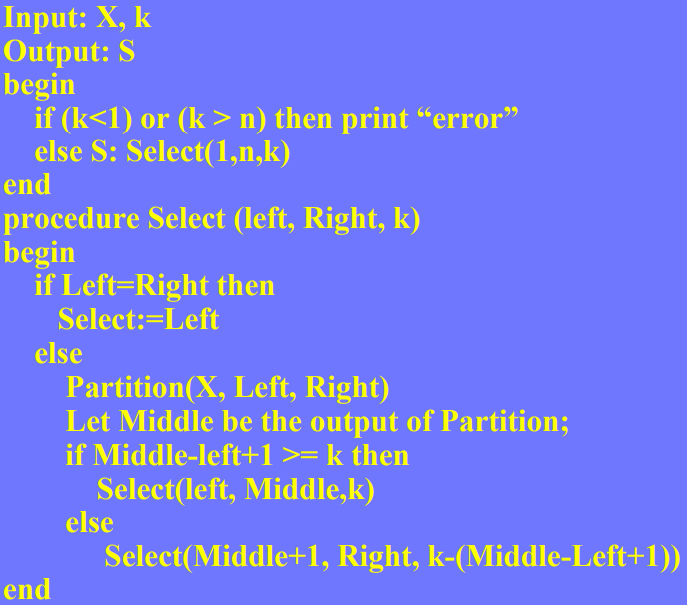 Input: X, k
Output: S
begin
if (k<1) or (k > n) then print “error”
else S: Select(1,n,k)
end
procedure Select (left, Right, k)
begin
if Left=Right then
Select:=Left
else
Partition(X, Left, Right)
Let Middle be the output of Partition;
if Middle-left+1 >= k then
Select(left, Middle,k)
else
Select(Middle+1, Right, k-(Middle-Left+1))
end